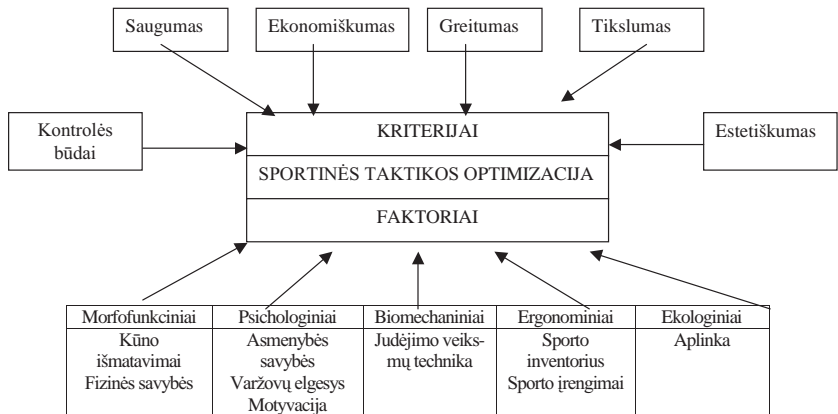 Saugumas
Ekonomiškumas
Greitumas
Tikslumas
Kontrolės
būdai
KRITERIJAI
Estetiškumas
SPORTINĖS TAKTIKOS OPTIMIZACIJA
FAKTORIAI
Morfofunkciniai
Kūno
išmatavimai
Fizinės savybės
Psichologiniai
Asmenybės
savybės
Varžovų elgesys
Motyvacija
Biomechaniniai
Judėjimo veiks-
mų technika
Ergonominiai
Sporto
inventorius
Sporto įrengimai
Ekologiniai
Aplinka